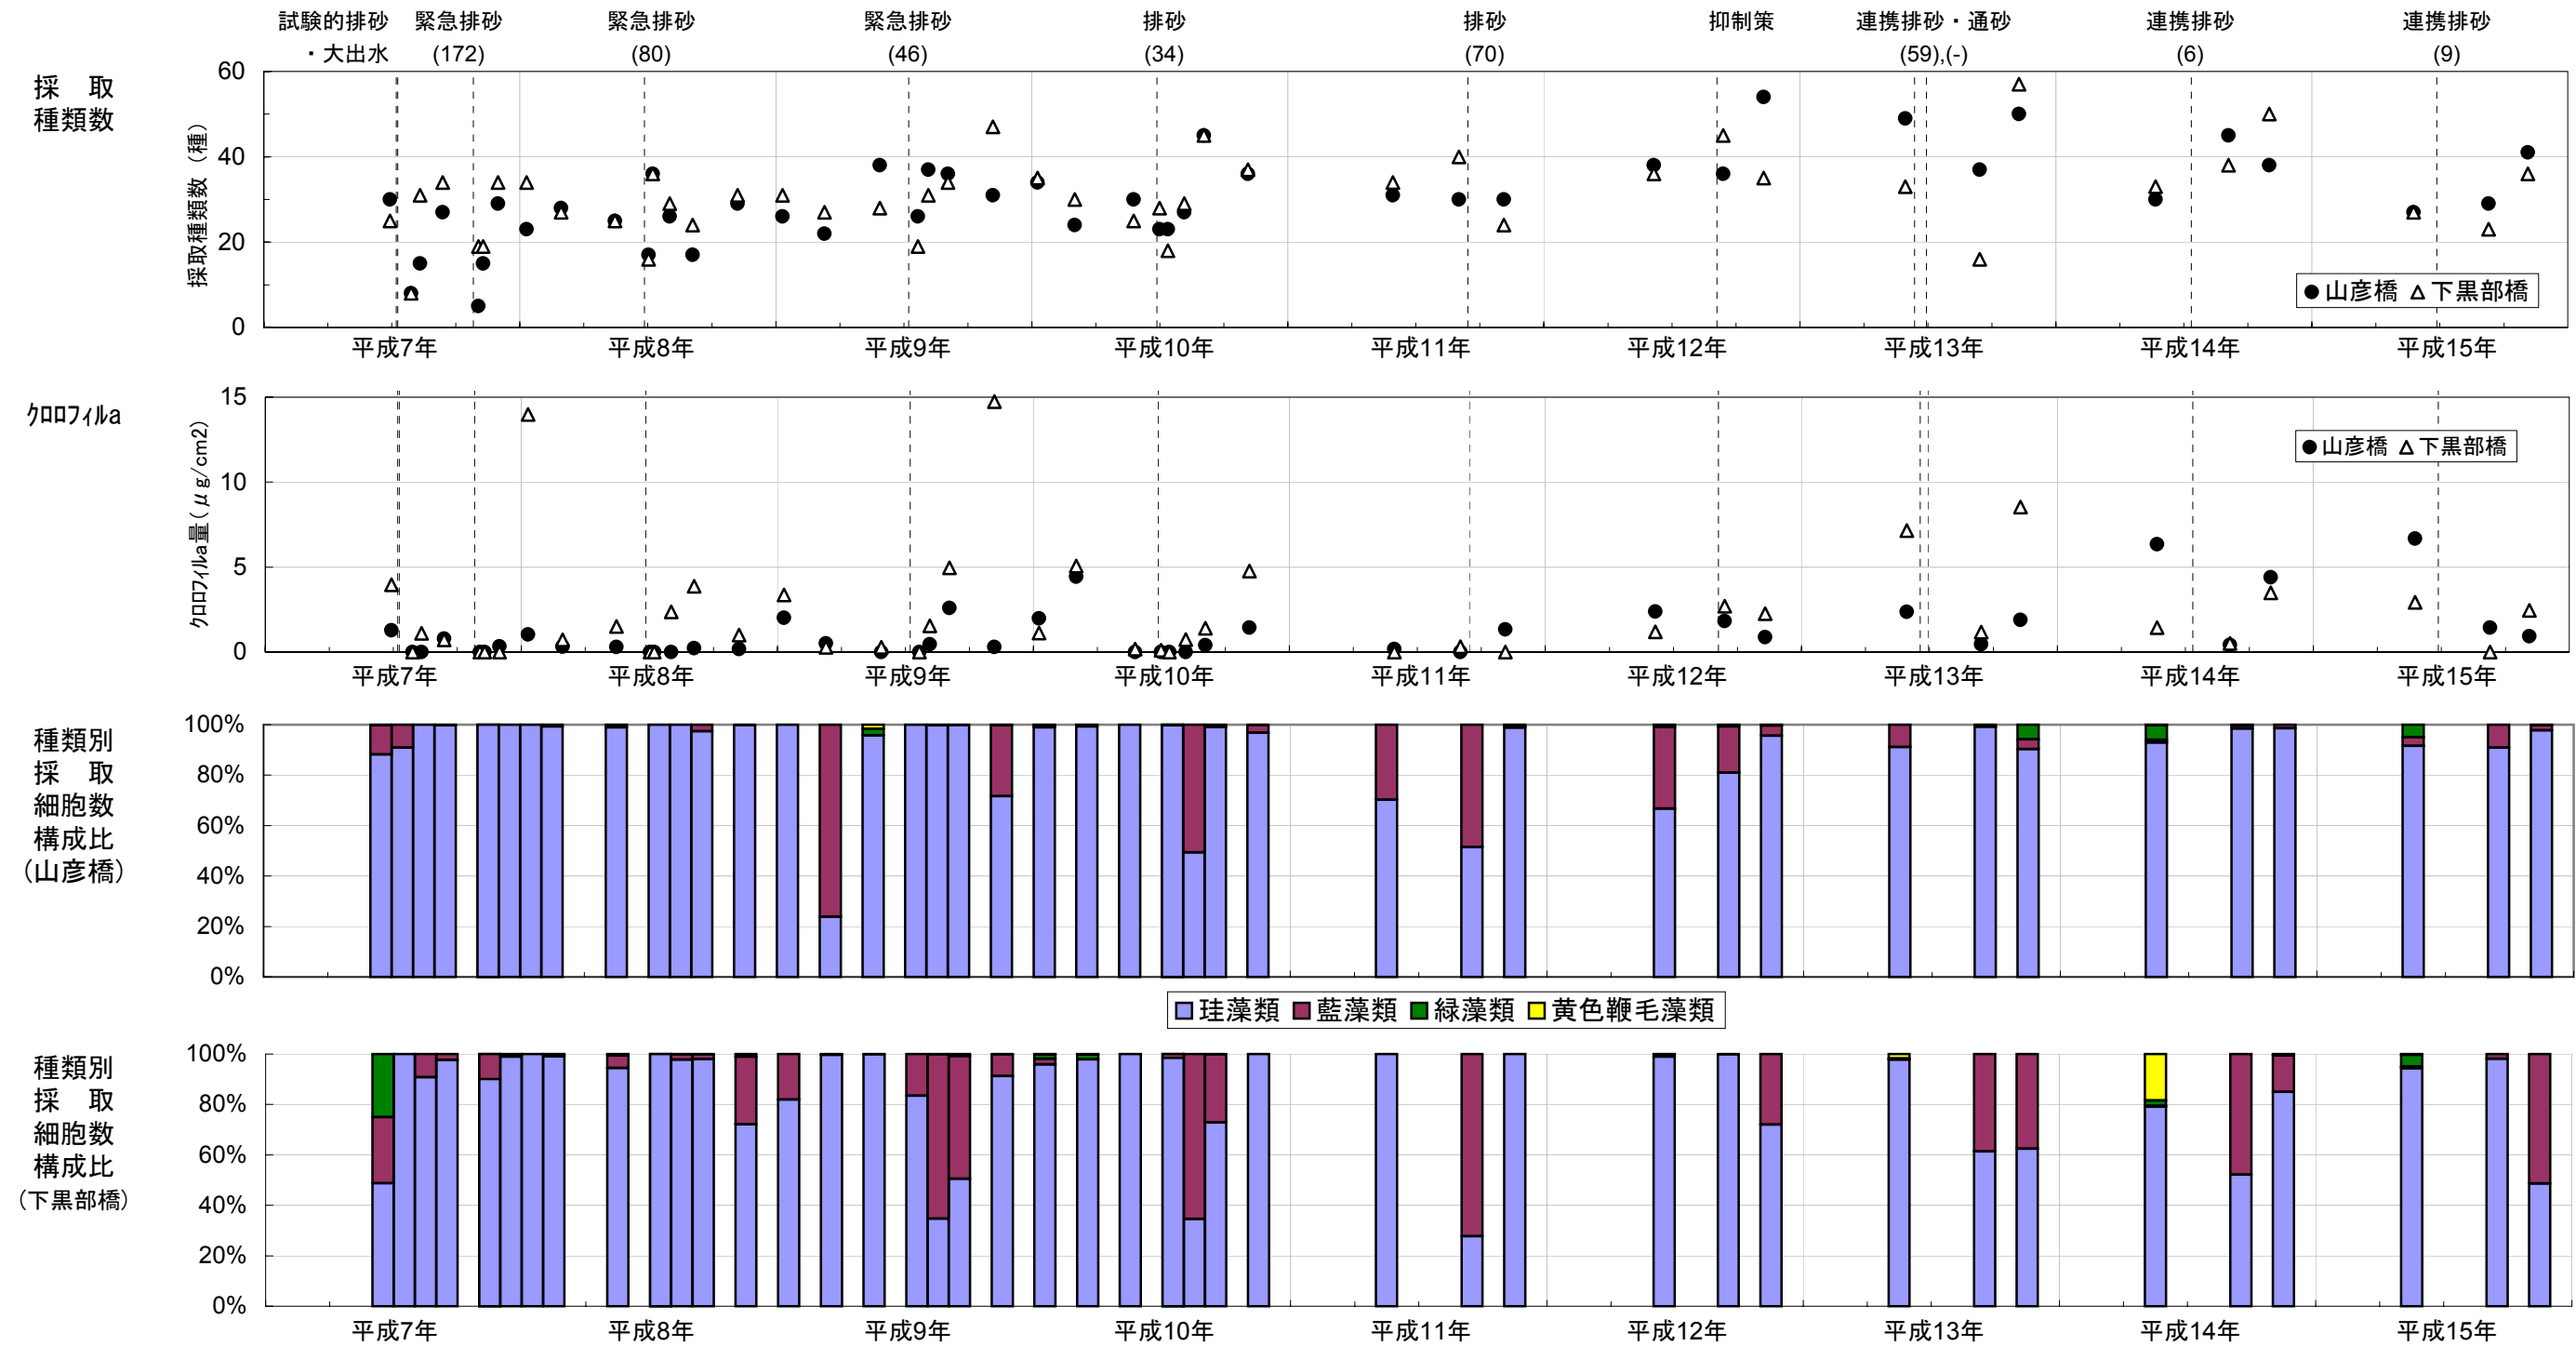 試験的排砂 緊急排砂 緊急排砂 緊急排砂 排砂 排砂 抑制策 連携排砂・通砂 連携排砂 連携排砂
・大出水 (172) (80) (46) (34) (70) (59),(-) (6) (9)
採 取
種類数
採取種類数（種）
60
40
20
0
●山彦橋 △下黒部橋
平成7年 平成8年 平成9年 平成10年 平成11年 平成12年 平成13年 平成14年 平成15年
ｸﾛﾛﾌｨﾙa
ｸﾛﾛﾌｨﾙa量(μg/cm2)
15
10
5
0
●山彦橋 △下黒部橋
平成7年 平成8年 平成9年 平成10年 平成11年 平成12年 平成13年 平成14年 平成15年
種類別
採 取
細胞数
構成比
（山彦橋）
100%
80%
60%
40%
20%
0%
珪藻類 藍藻類 緑藻類 黄色鞭毛藻類
種類別
採 取
細胞数
構成比
（下黒部橋）
100%
80%
60%
40%
20%
0%
平成7年 平成8年 平成9年 平成10年 平成11年 平成12年 平成13年 平成14年 平成15年